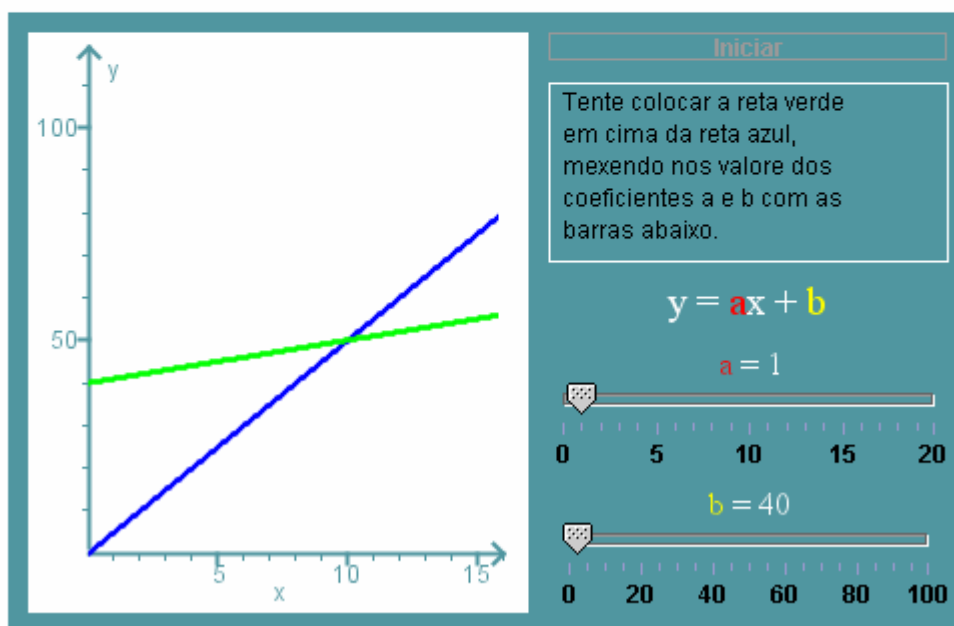 Iniciar
Tente colocar a reta verde
em cima da reta azul,
mexendo nos valore dos
coeficientes a e b com as
barras abaixo.
y = ax + b
a = 1
0 5 10 15 20
b = 40
0 20 40 60 80 100
y
100
50
5 10 15
x